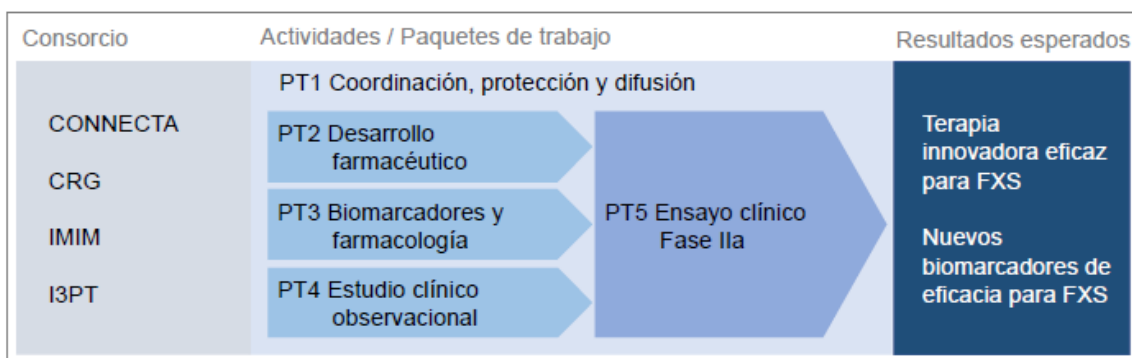 Consorcio
Actividades / Paquetes de trabajo
Resultados esperados
CONNECTA
CRG
IMIM
I3PT
PT1 Coordinación, protección y difusión
PT2 Desarrollo
farmacéutico
PT3 Biomarcadores y
farmacología
PT4 Estudio clínico
observacional
PT5 Ensayo clínico
Fase IIa
Terapia
innovadora eficaz
para FXS
Nuevos
biomarcadores de
eficacia para FXS